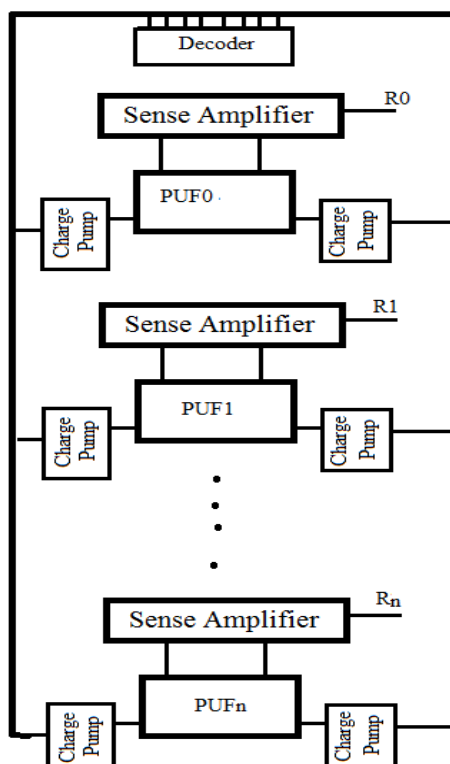 Decoder
Sense Amplifier
R0
PUF0
Charge
Pump
Charge
Pump
Sense Amplifier
R1
PUF1
Charge
Pump
Charge
Pump
Sense Amplifier
Rn
PUFn
Charge
Pump
Charge
Pump